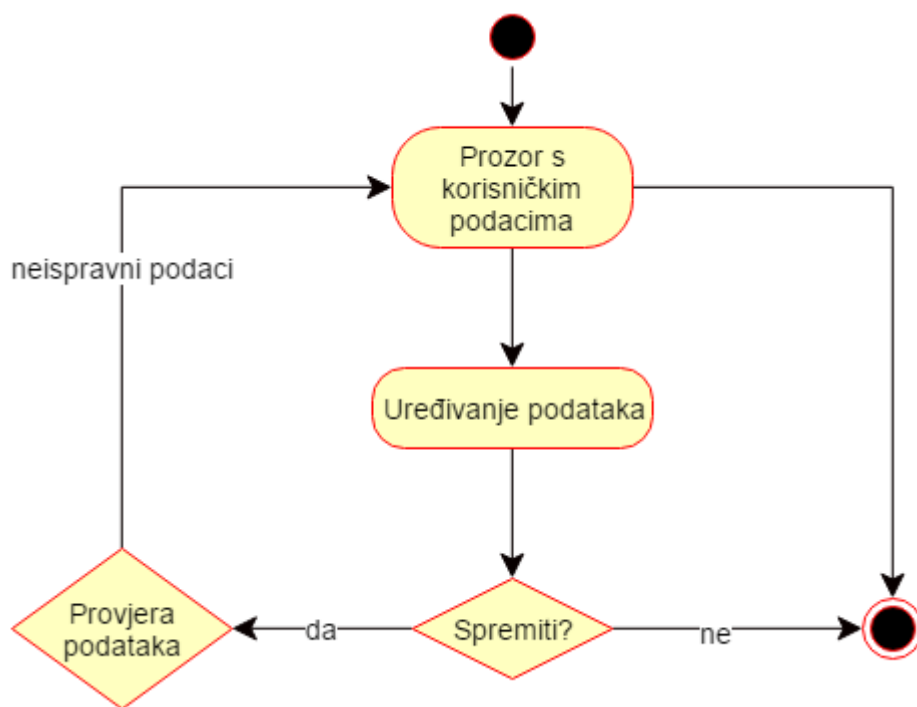 Prozor s
korisničkim
podacima
neispravni podaci
Uređivanje podataka
Provjera
podataka
da
Spremiti?
ne